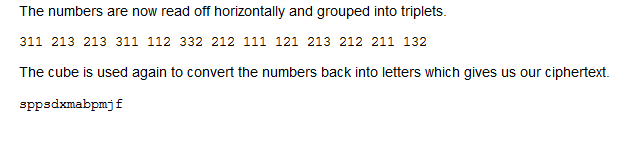 The numbers are now read off horizontally and grouped into triplets.
311 213 213 311 112 332 212 111 121 213 212 211 132
The cube is used again to convert the numbers back into letters which gives us our ciphertext.
sppsdxmabpmjf